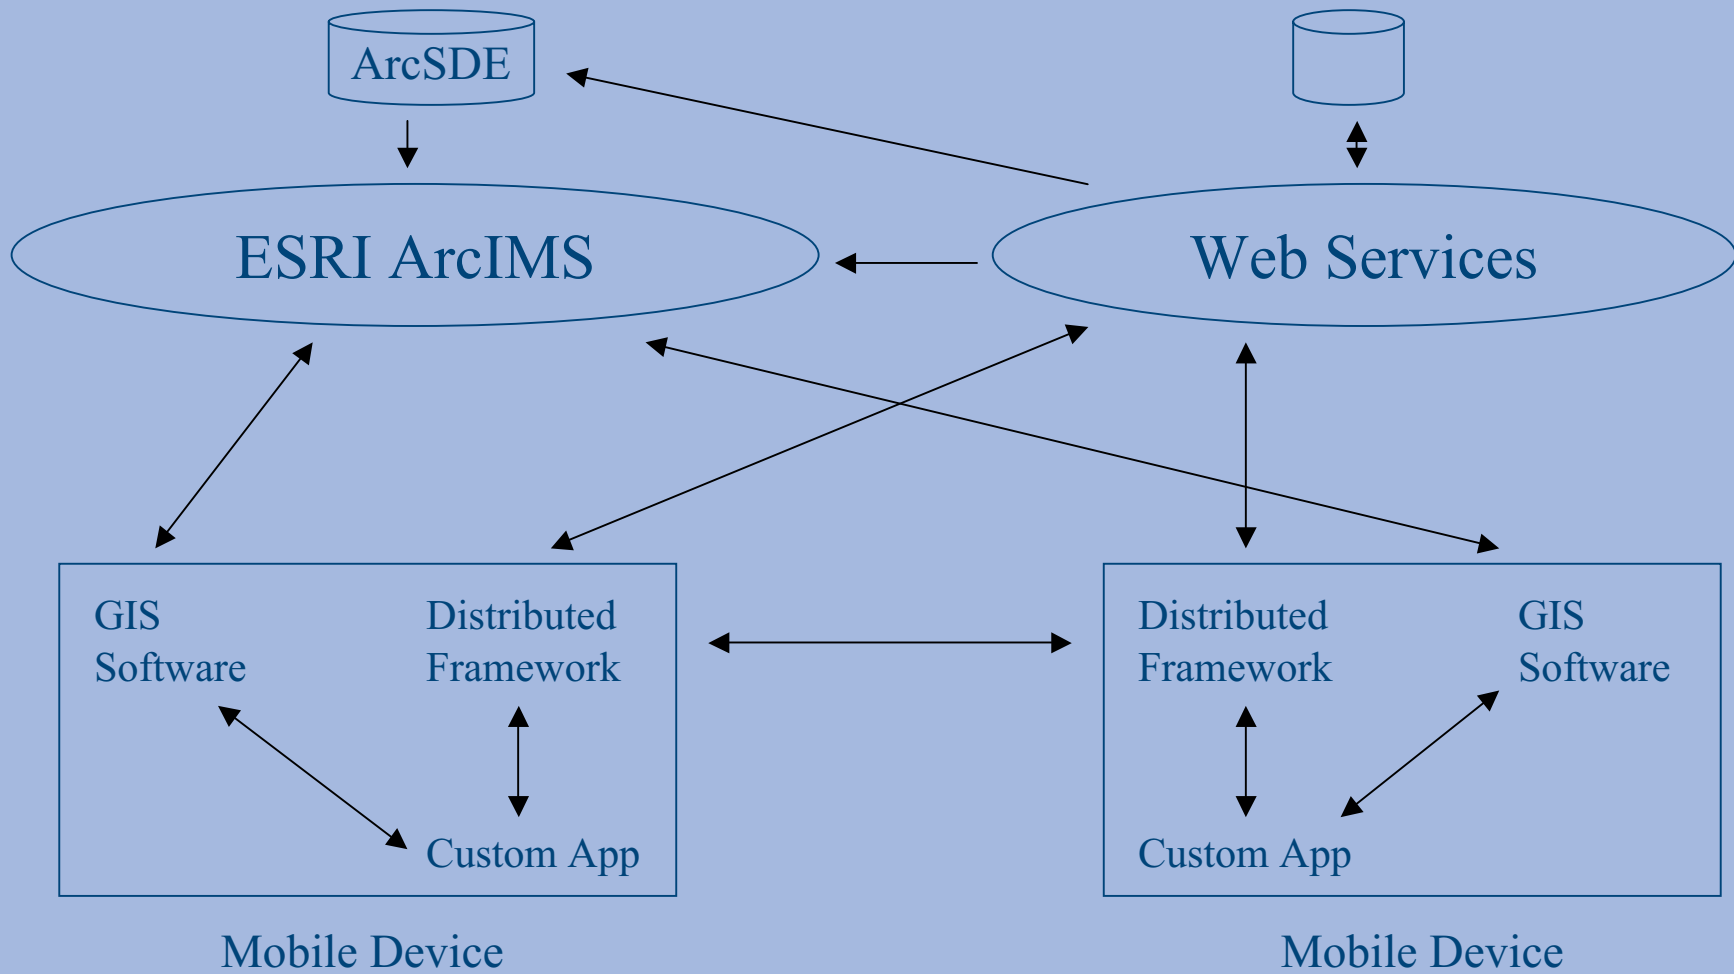 ArcSDE
ESRI ArcIMS
Web Services
GIS
Software
Distributed
Framework
Custom App
Distributed
Framework
GIS
Software
Custom App
Mobile Device
Mobile Device